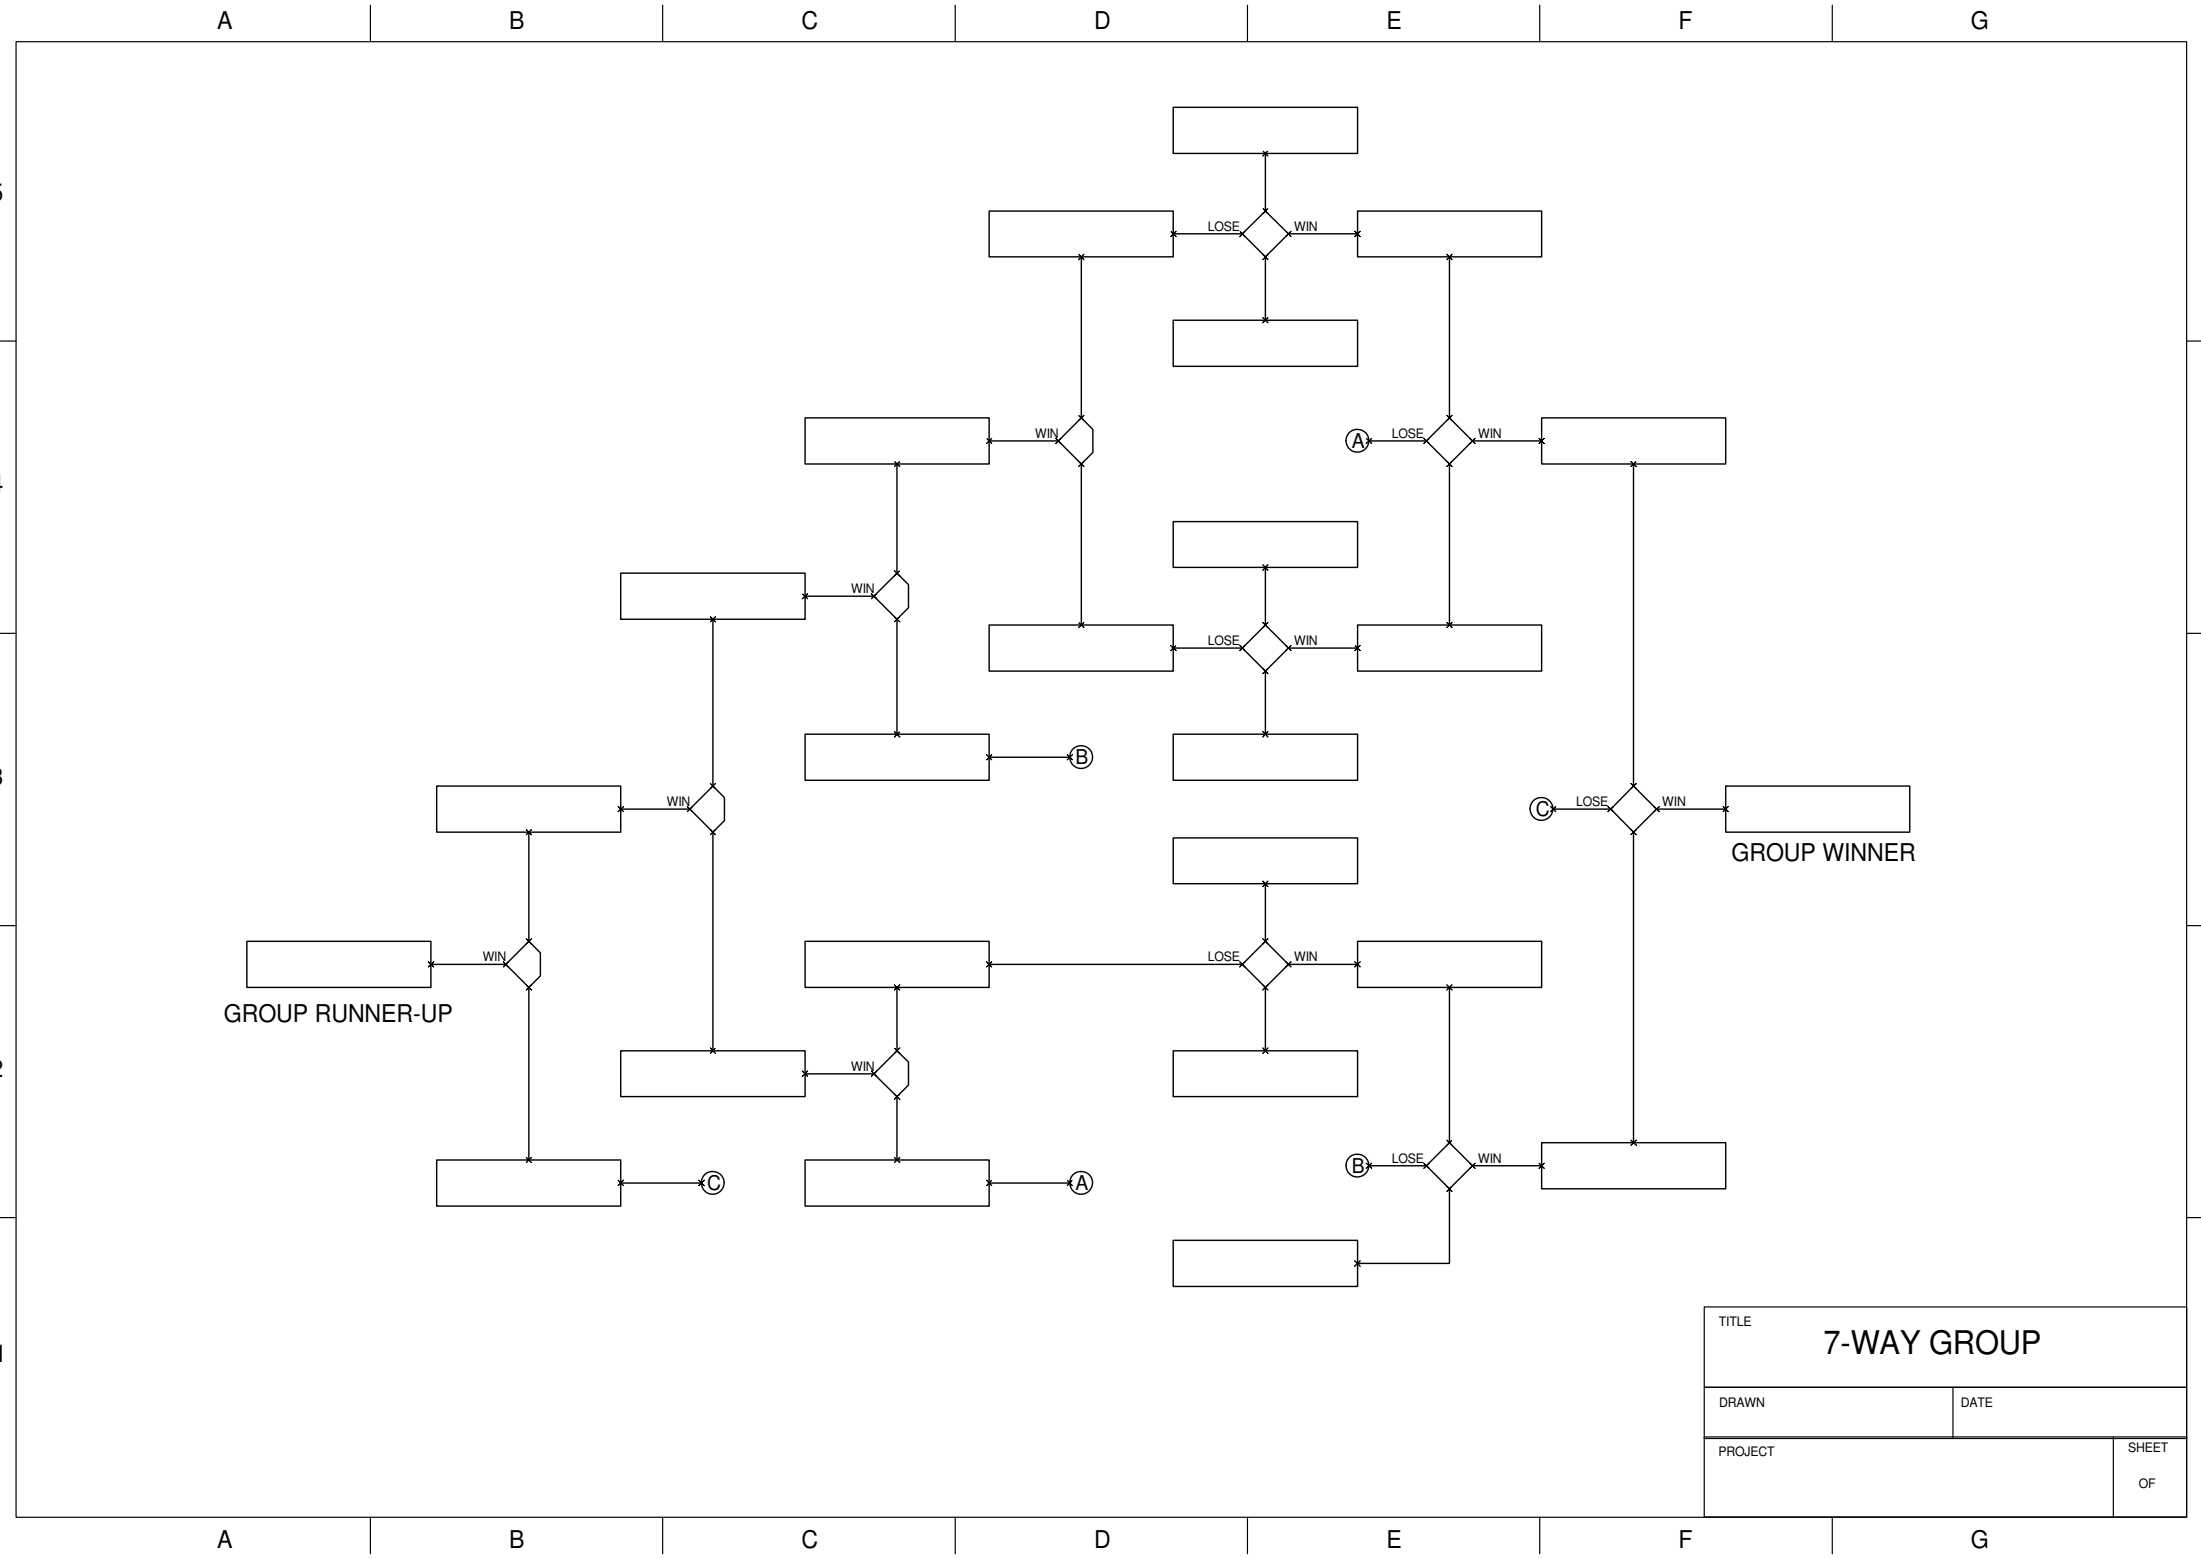 A B C D E F G
LOSE WIN
WIN A LOSE WIN
WIN LOSE WIN
B
WIN C LOSE WIN
GROUP WINNER
WIN LOSE WIN
GROUP RUNNER-UP
WIN
B LOSE WIN
C A
TITLE
7-WAY GROUP
DRAWN DATE
PROJECT SHEET
OF
A B C D E F G